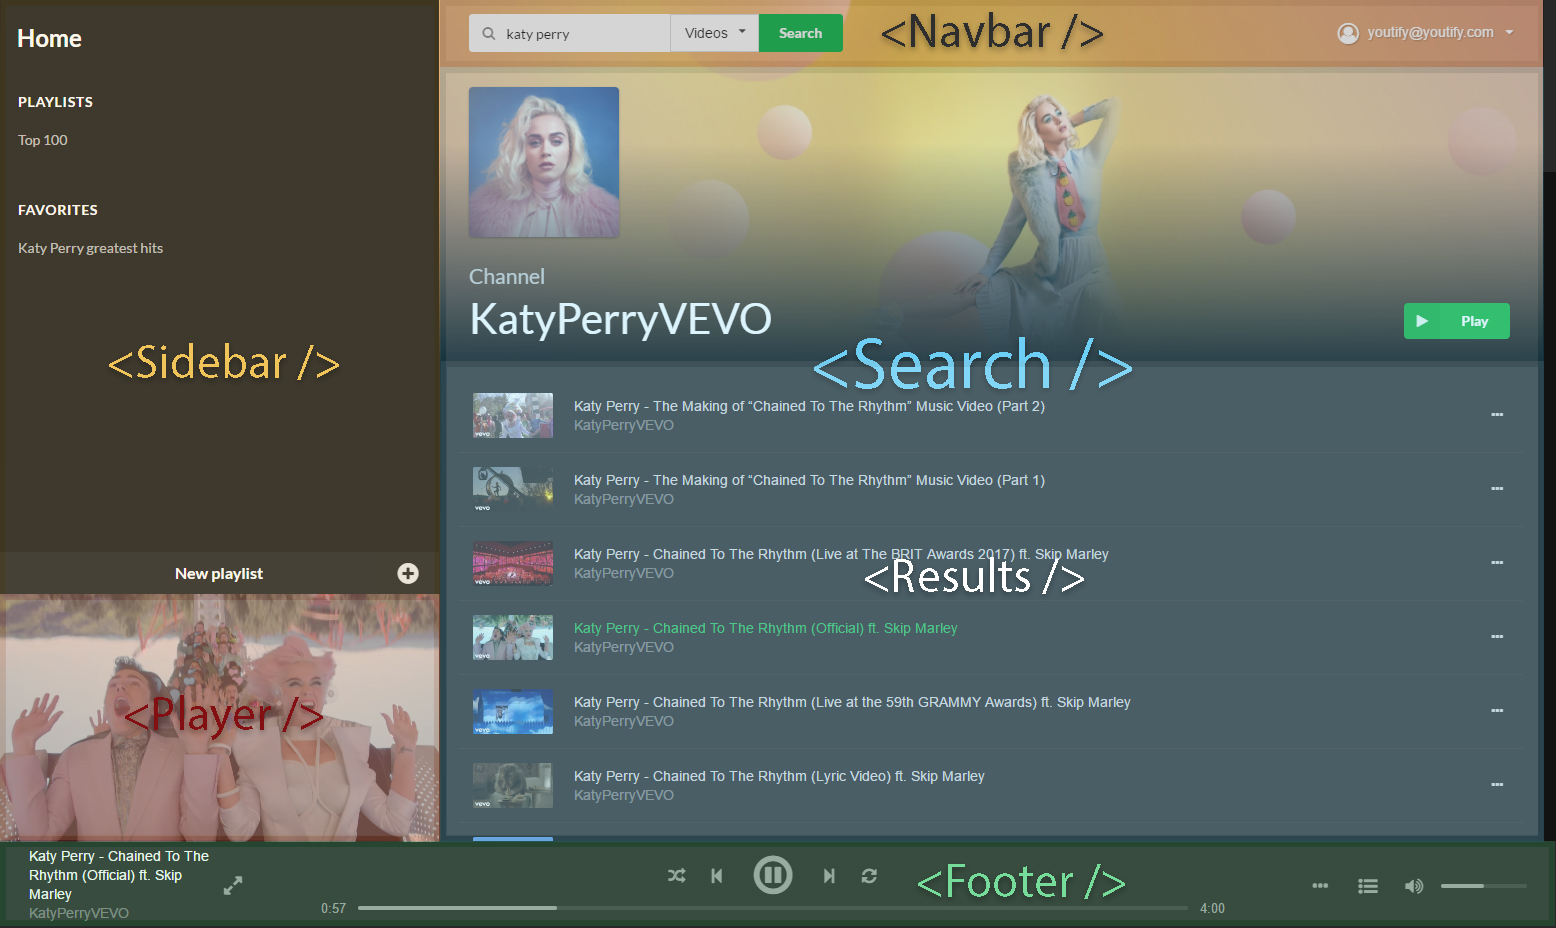 Home
PLAYLISTS
Top 100
FAVORITES
Katy Perry greatest hits
<Sidebar />
New playlist
<Player />
katy perry
Videos
Search
<Navbar />
youtify@youtify.com
Channel
KatyPerryVEVO
Play
<Search />
Katy Perry - The Making of “Chained To The Rhythm” Music Video (Part 2)
KatyPerryVEVO
Katy Perry - The Making of “Chained To The Rhythm” Music Video (Part 1)
KatyPerryVEVO
Katy Perry - Chained To The Rhythm (Live at The BRIT Awards 2017) ft. Skip Marley
KatyPerryVEVO
<Results />
Katy Perry - Chained To The Rhythm (Official) ft. Skip Marley
KatyPerryVEVO
Katy Perry - Chained To The Rhythm (Live at the 59th GRAMMY Awards) ft. Skip Marley
KatyPerryVEVO
Katy Perry - Chained To The Rhythm (Lyric Video) ft. Skip Marley
KatyPerryVEVO
vevo
vevo
vevo
vevo
vevo
vevo
Katy Perry - Chained To The
Rhythm (Official) ft. Skip
Marley
KatyPerryVEVO
0:57
4:00
<Footer />